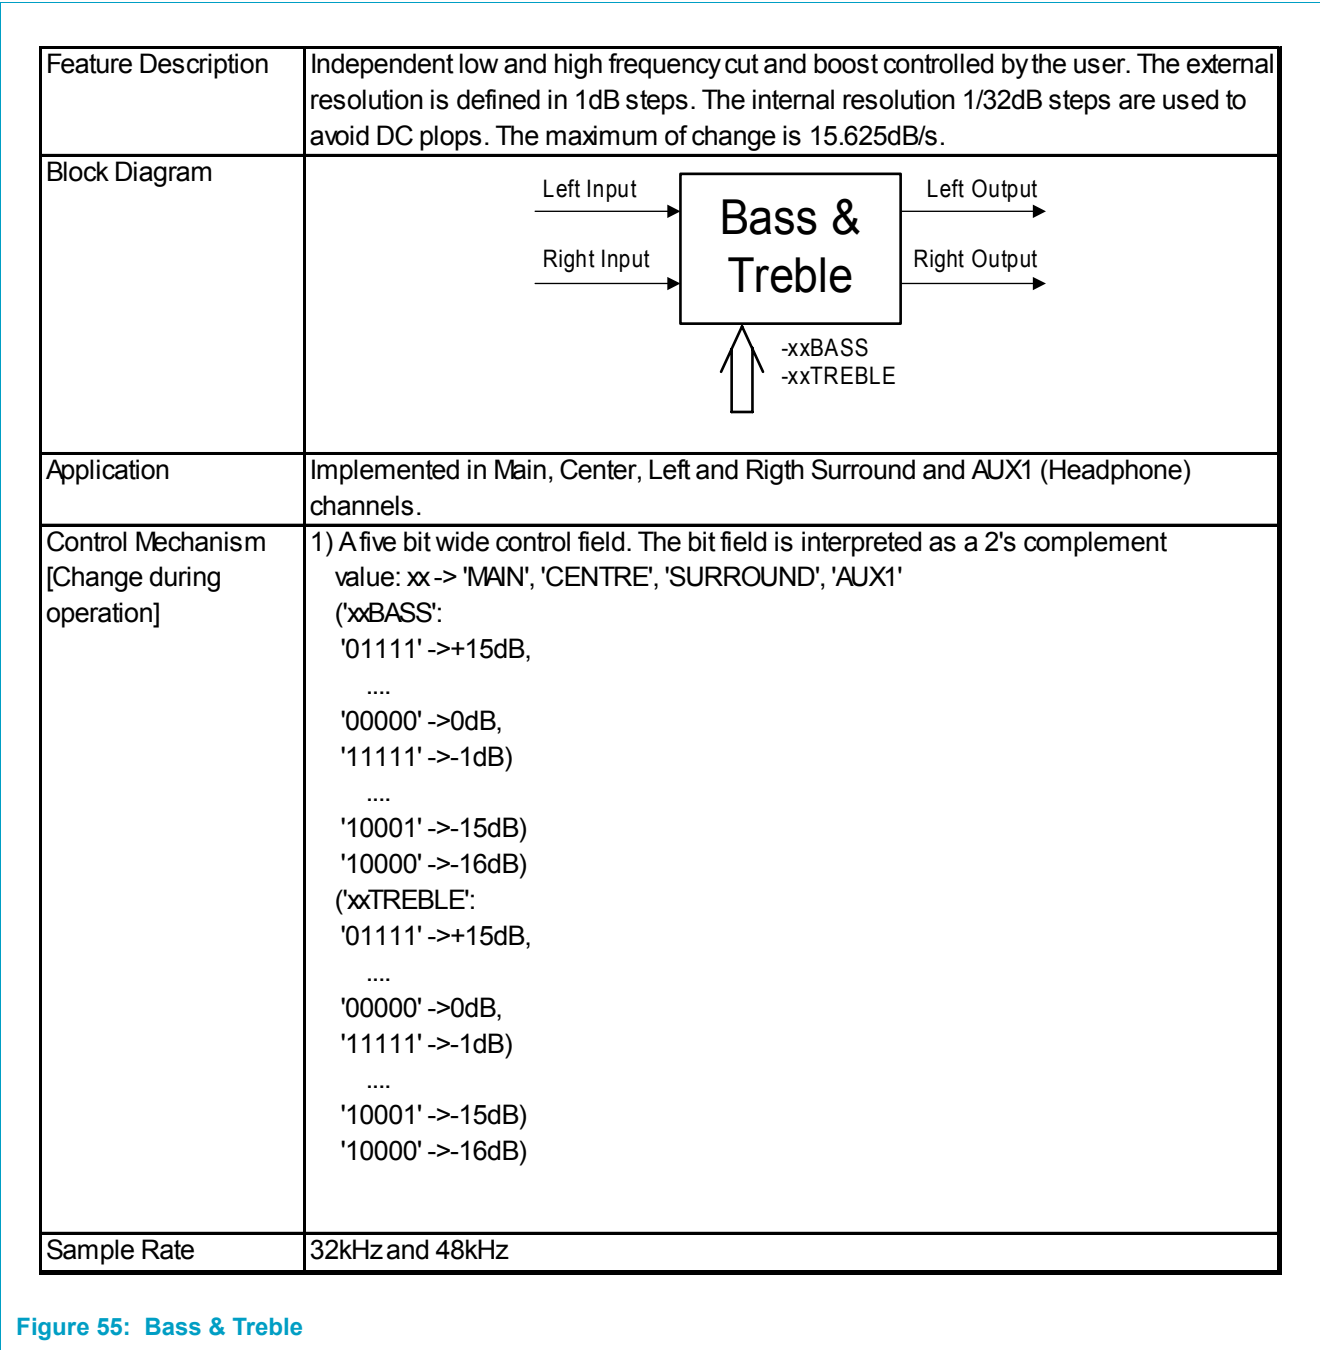 Feature Description
Independent low and high frequency cut and boost controlled by the user. The external
resolution is defined in 1dB steps. The internal resolution 1/32dB steps are used to
avoid DC plops. The maximum of change is 15.625dB/s.
Block Diagram
Left Input
Left Output
Bass &
Treble
Right Input
Right Output
-xxBASS
-xxTREBLE
Application
Implemented in Main, Center, Left and Rigth Surround and AUX1 (Headphone)
channels.
Control Mechanism
[Change during
operation]
1) A five bit wide control field. The bit field is interpreted as a 2's complement
value: xx -> 'MAIN', 'CENTRE', 'SURROUND', 'AUX1'
('xxBASS':
'01111' ->+15dB,
....
'00000' ->0dB,
'11111' ->-1dB)
....
'10001' ->-15dB)
'10000' ->-16dB)
('xxTREBLE':
'01111' ->+15dB,
....
'00000' ->0dB,
'11111' ->-1dB)
....
'10001' ->-15dB)
'10000' ->-16dB)
Sample Rate
32kHz and 48kHz
Figure 55: Bass & Treble